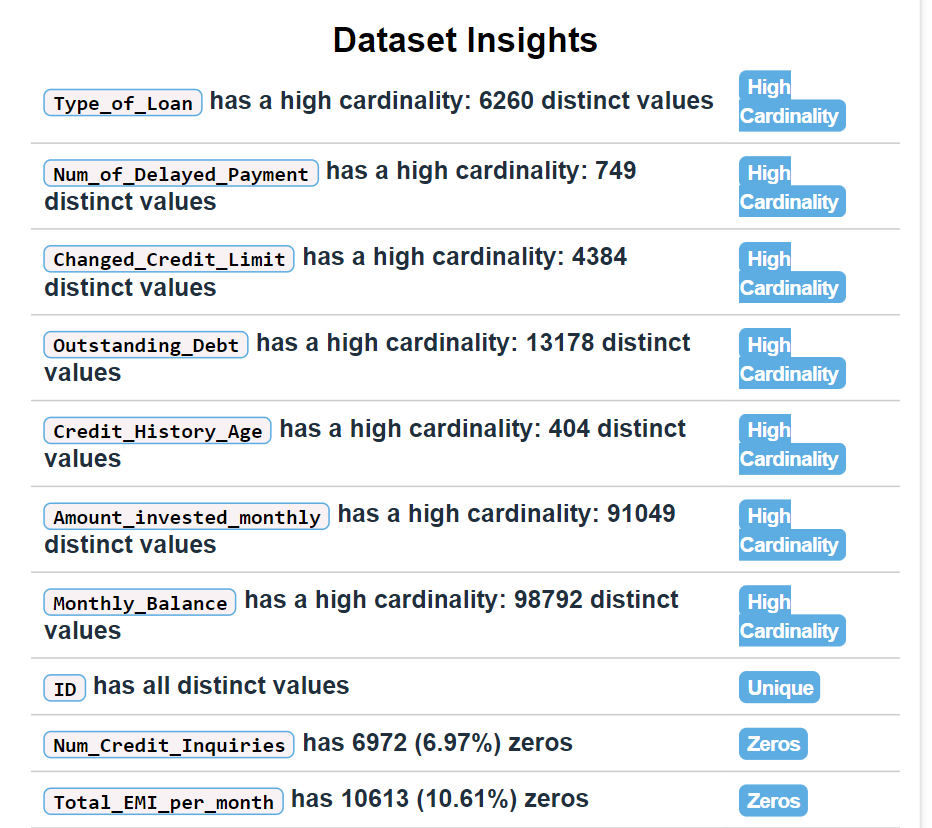 Dataset Insights
Type_of_Loan has a high cardinality: 6260 distinct values High
Cardinality
Num_of_Delayed_Payment has a high cardinality: 749 High
distinct values Cardinality
Changed_Credit_Limit has a high cardinality: 4384 High
distinct values Cardinality
Outstanding_Debt has a high cardinality: 13178 distinct High
values Cardinality
Credit_History_Age has a high cardinality: 404 distinct High
values Cardinality
Amount_invested_monthly has a high cardinality: 91049 High
distinct values Cardinality
Monthly_Balance has a high cardinality: 98792 distinct High
values Cardinality
ID has all distinct values Unique
Num_Credit_Inquiries has 6972 (6.97%) zeros Zeros
Total_EMI_per_month has 10613 (10.61%) zeros Zeros